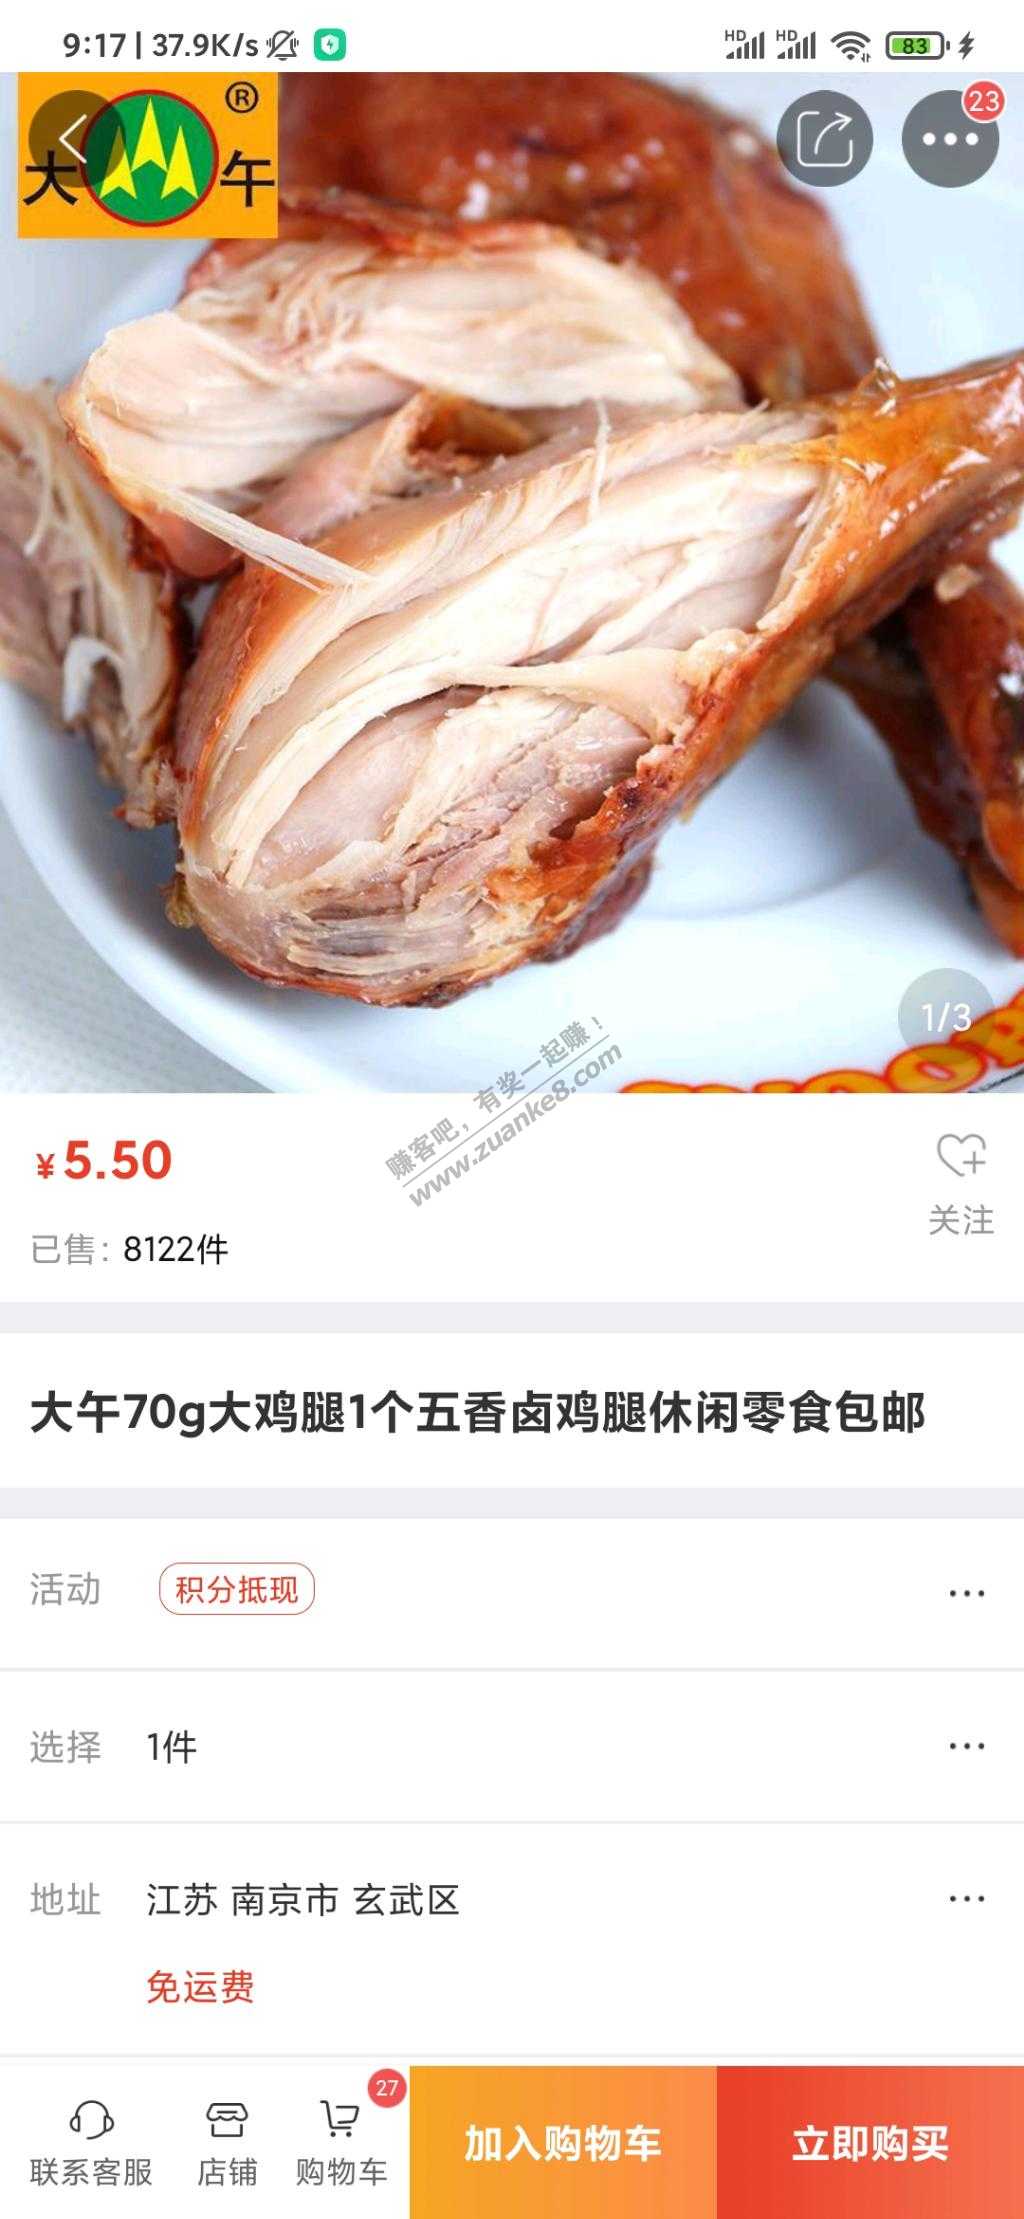 9:17 | 37.9K/s
HD HD 83
大午
®
23
1/3
赚客吧，有奖一起赚！
www.zuanke8.com
¥5.50
关注
已售：8122件
大午70g大鸡腿1个五香卤鸡腿休闲零食包邮
活动 积分抵现
选择 1件
地址 江苏 南京市 玄武区
免运费
27
联系客服 店铺 购物车 加入购物车 立即购买